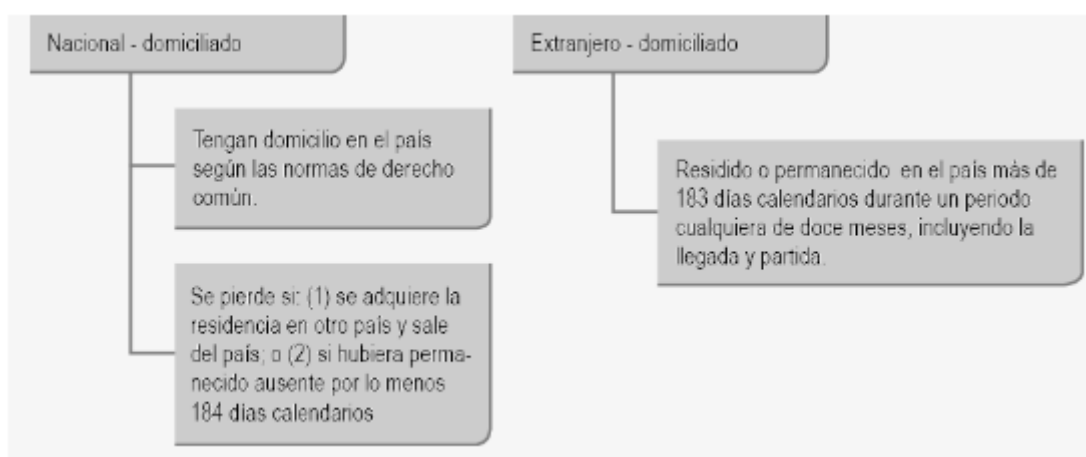 Nacional - domiciliado
Tengan domicilio en el país
según las normas de derecho
común.
Se pierde si: (1) se adquiere la
residencia en otro país y sale
del país; o (2) si hubiera perma-
necido ausente por lo menos
184 días calendarios
Extranjero - domiciliado
Residido o permanecido en el país más de
183 días calendarios durante un periodo
cualquiera de doce meses, incluyendo la
llegada y partida.